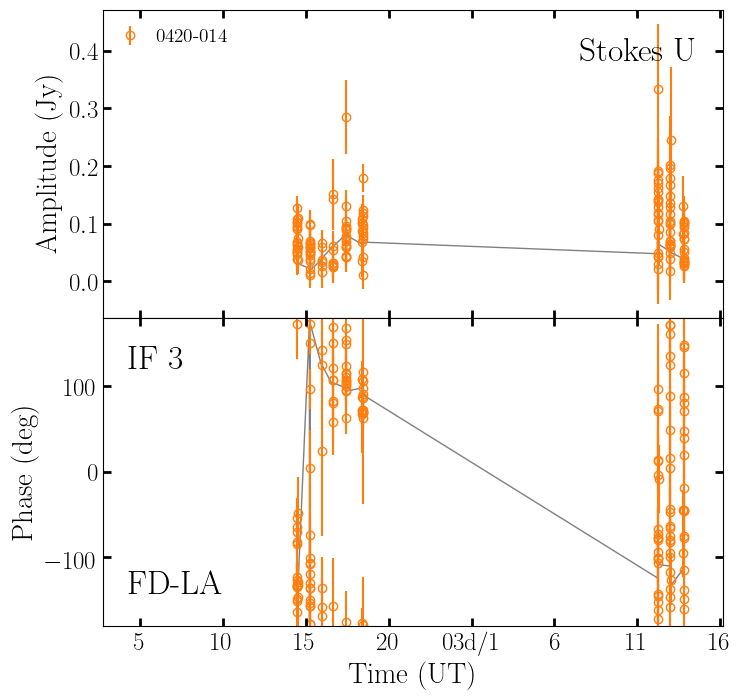 0420-014
Stokes U
0.4
0.3
0.2
0.1
0.0
Amplitude (Jy)
IF 3
100
0
−100
Phase (deg)
FD-LA
5 10 15 20 03d/1 6 11 16
Time (UT)